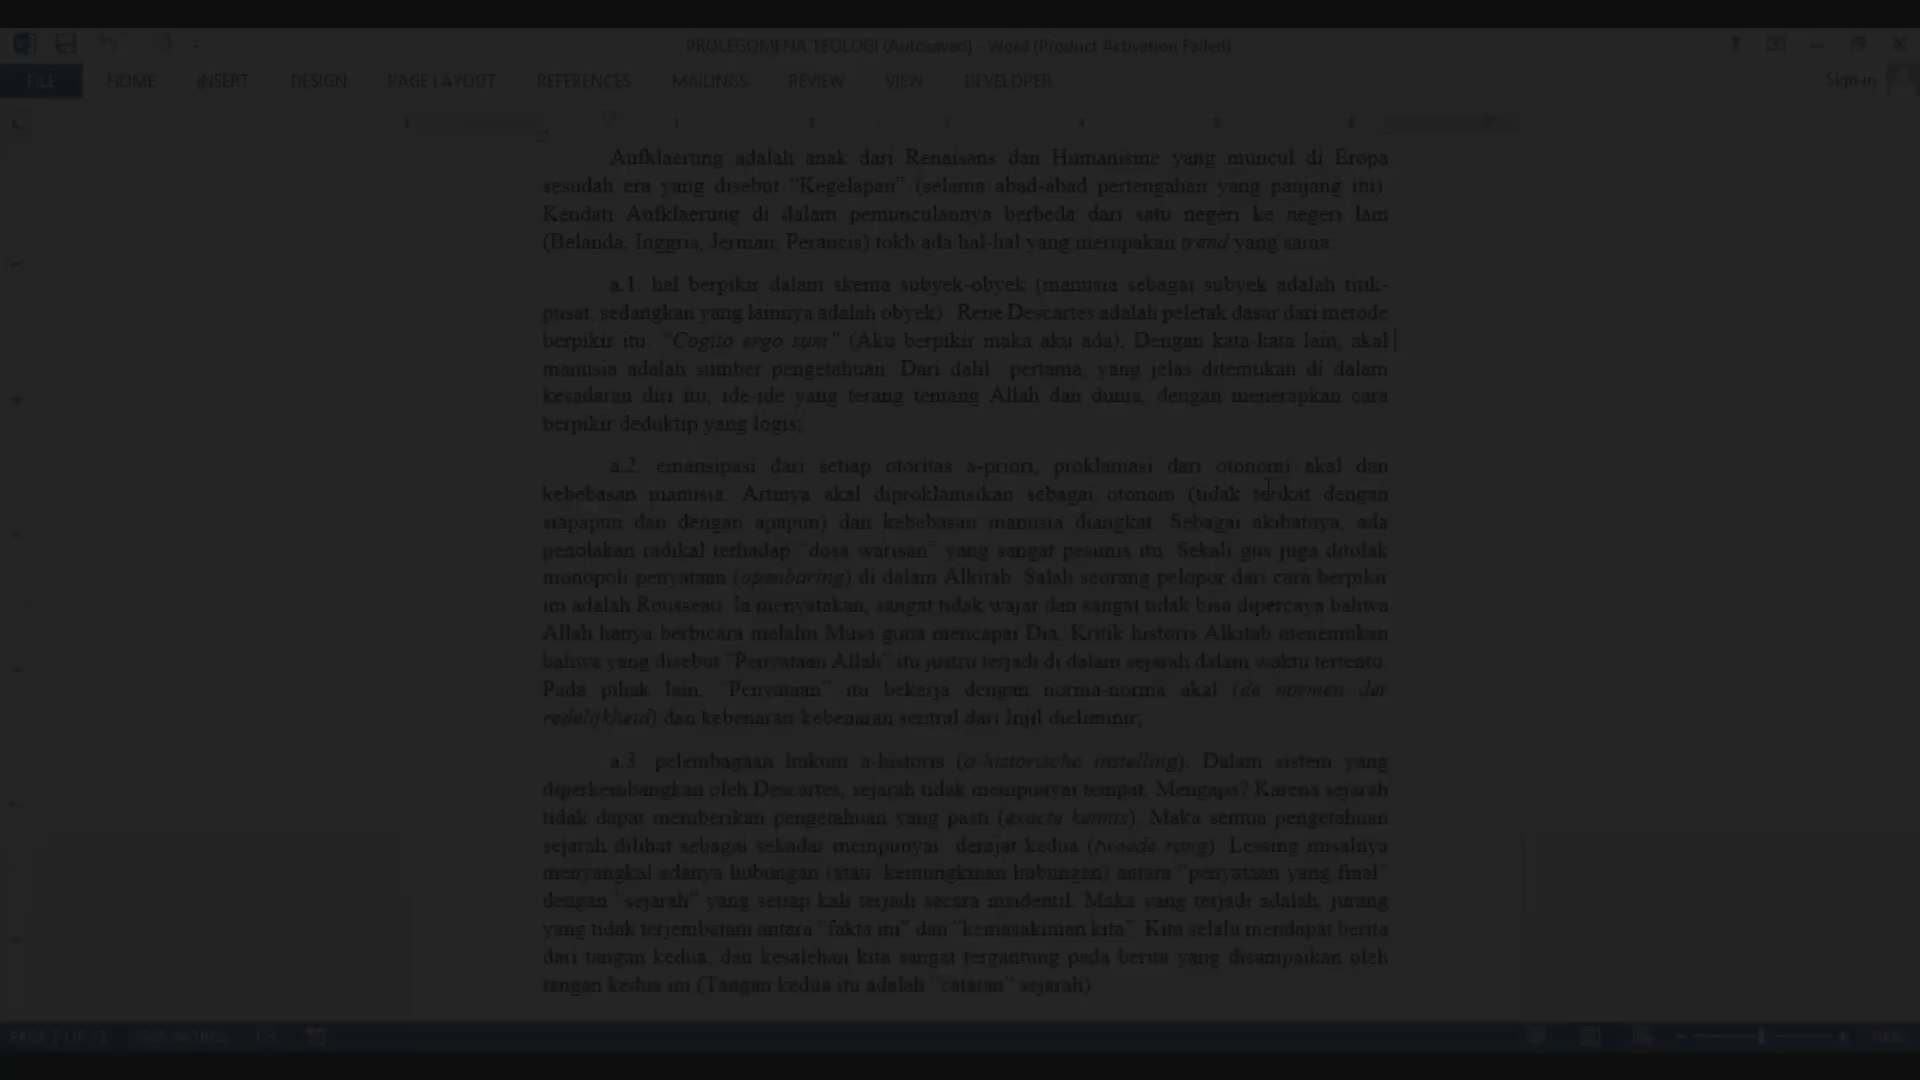 PROLEGOMENA TEOLOGI (Autosaved) - Word (Product Activation Failed)
FILE HOME INSERT DESIGN PAGE LAYOUT REFERENCES MAILINGS REVIEW VIEW DEVELOPER Sign in
Aufklaerung adalah anak dari Renaisans dan Humanisme yang muncul di Eropa
sesudah era yang disebut “Kegelapan” (selama abad-abad pertengahan yang panjang itu).
Kendati Aufklaerung di dalam pemunculannya berbeda dari satu negeri ke negeri lain
(Belanda, Inggris, Jerman, Perancis) tokh ada hal-hal yang merupakan trend yang sama.
a.1. hal berpikir dalam skema subyek-obyek (manusia sebagai subyek adalah titik-
pusat, sedangkan yang lainnya adalah obyek). Rene Descartes adalah peletak dasar dari metode
berpikir itu. “Cogito ergo sum” (Aku berpikir maka aku ada). Dengan kata-kata lain, akal
manusia adalah sumber pengetahuan. Dari dalil pertama, yang jelas ditemukan di dalam
kesadaran diri itu, ide-ide yang terang tentang Allah dan dunia, dengan menerapkan cara
berpikir deduktip yang logis;
a.2. emansipasi dari setiap otoritas a-priori, proklamasi dari otonomi akal dan
kebebasan manusia. Artinya akal diproklamsikan sebagai otonom (tidak terikat dengan
siapapun dan dengan apapun) dan kebebasan manusia diangkat. Sebagai akibatnya, ada
penolakan radikal terhadap “dosa warisan” yang sangat pesimis itu. Sekali gus juga ditolak
monopoli penyataan (openbaring) di dalam Alkitab. Salah seorang pelopor dari cara berpikir
ini adalah Rousseau. Ia menyatakan, sangat tidak wajar dan sangat tidak bisa dipercaya bahwa
Allah hanya berbicara melalui Musa guna mencapai Dia. Kritik historis Alkitab menemukan
bahwa yang disebut “Penyataan Allah” itu justru terjadi di dalam sejarah dalam waktu tertentu.
Pada pihak lain, “Penyataan” itu bekerja dengan norma-norma akal (de normen der
redelijkheid) dan kebenaran-kebenaran sentral dari Injil dieliminir;
a.3. pelembagaan hukum a-historis (a-historische instelling). Dalam sistem yang
diperkembangkan oleh Descartes, sejarah tidak mempunyai tempat. Mengapa? Karena sejarah
tidak dapat memberikan pengetahuan yang pasti (exacte kennis). Maka semua pengetahuan
sejarah dilihat sebagai sekadar mempunyai derajat kedua (tweede rang). Lessing misalnya
menyangkal adanya hubungan (atau: kemungkinan hubungan) antara “penyataan yang final”
dengan “sejarah” yang setiap kali terjadi secara insidentil. Maka yang terjadi adalah, jurang
yang tidak terjembatani antara “fakta ini” dan “kemasakinian kita”. Kita selalu mendapat berita
dari tangan kedua, dan kesalehan kita sangat tergantung pada berita yang disampaikan oleh
tangan kedua ini (Tangan kedua itu adalah “catatan” sejarah).